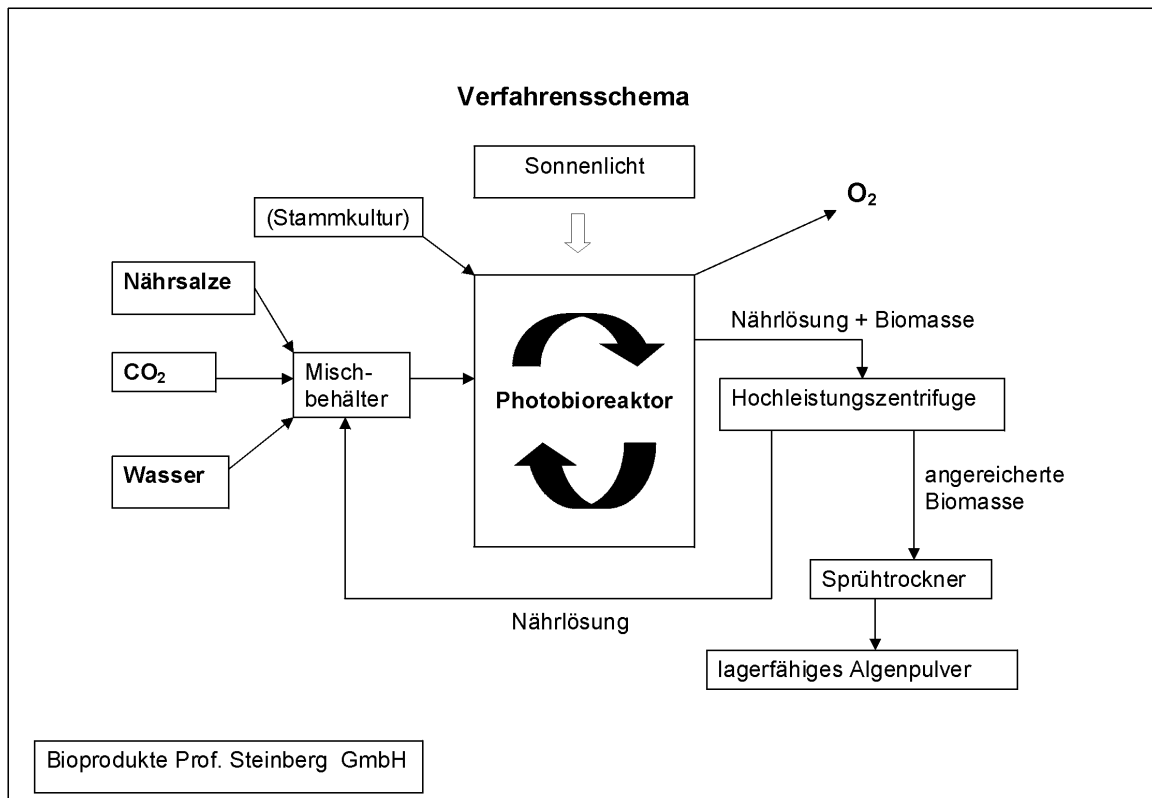 Verfahrensschema
Sonnenlicht
O₂
(Stammkultur)
Nährsalze
Nährlösung + Biomasse
CO₂
Misch-
behälter
Photobioreaktor
Hochleistungszentrifuge
Wasser
angereicherte
Biomasse
Sprühtrockner
Nährlösung
lagerfähiges Algenpulver
Bioprodukte Prof. Steinberg GmbH